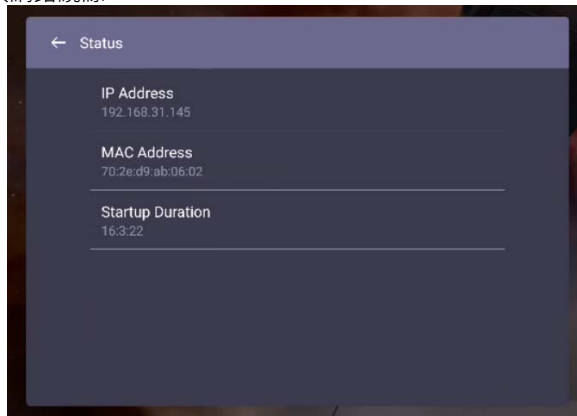 ← Status
IP Address
192.168.31.145
MAC Address
70:2e:d9:ab:06:02
Startup Duration
16:3:22